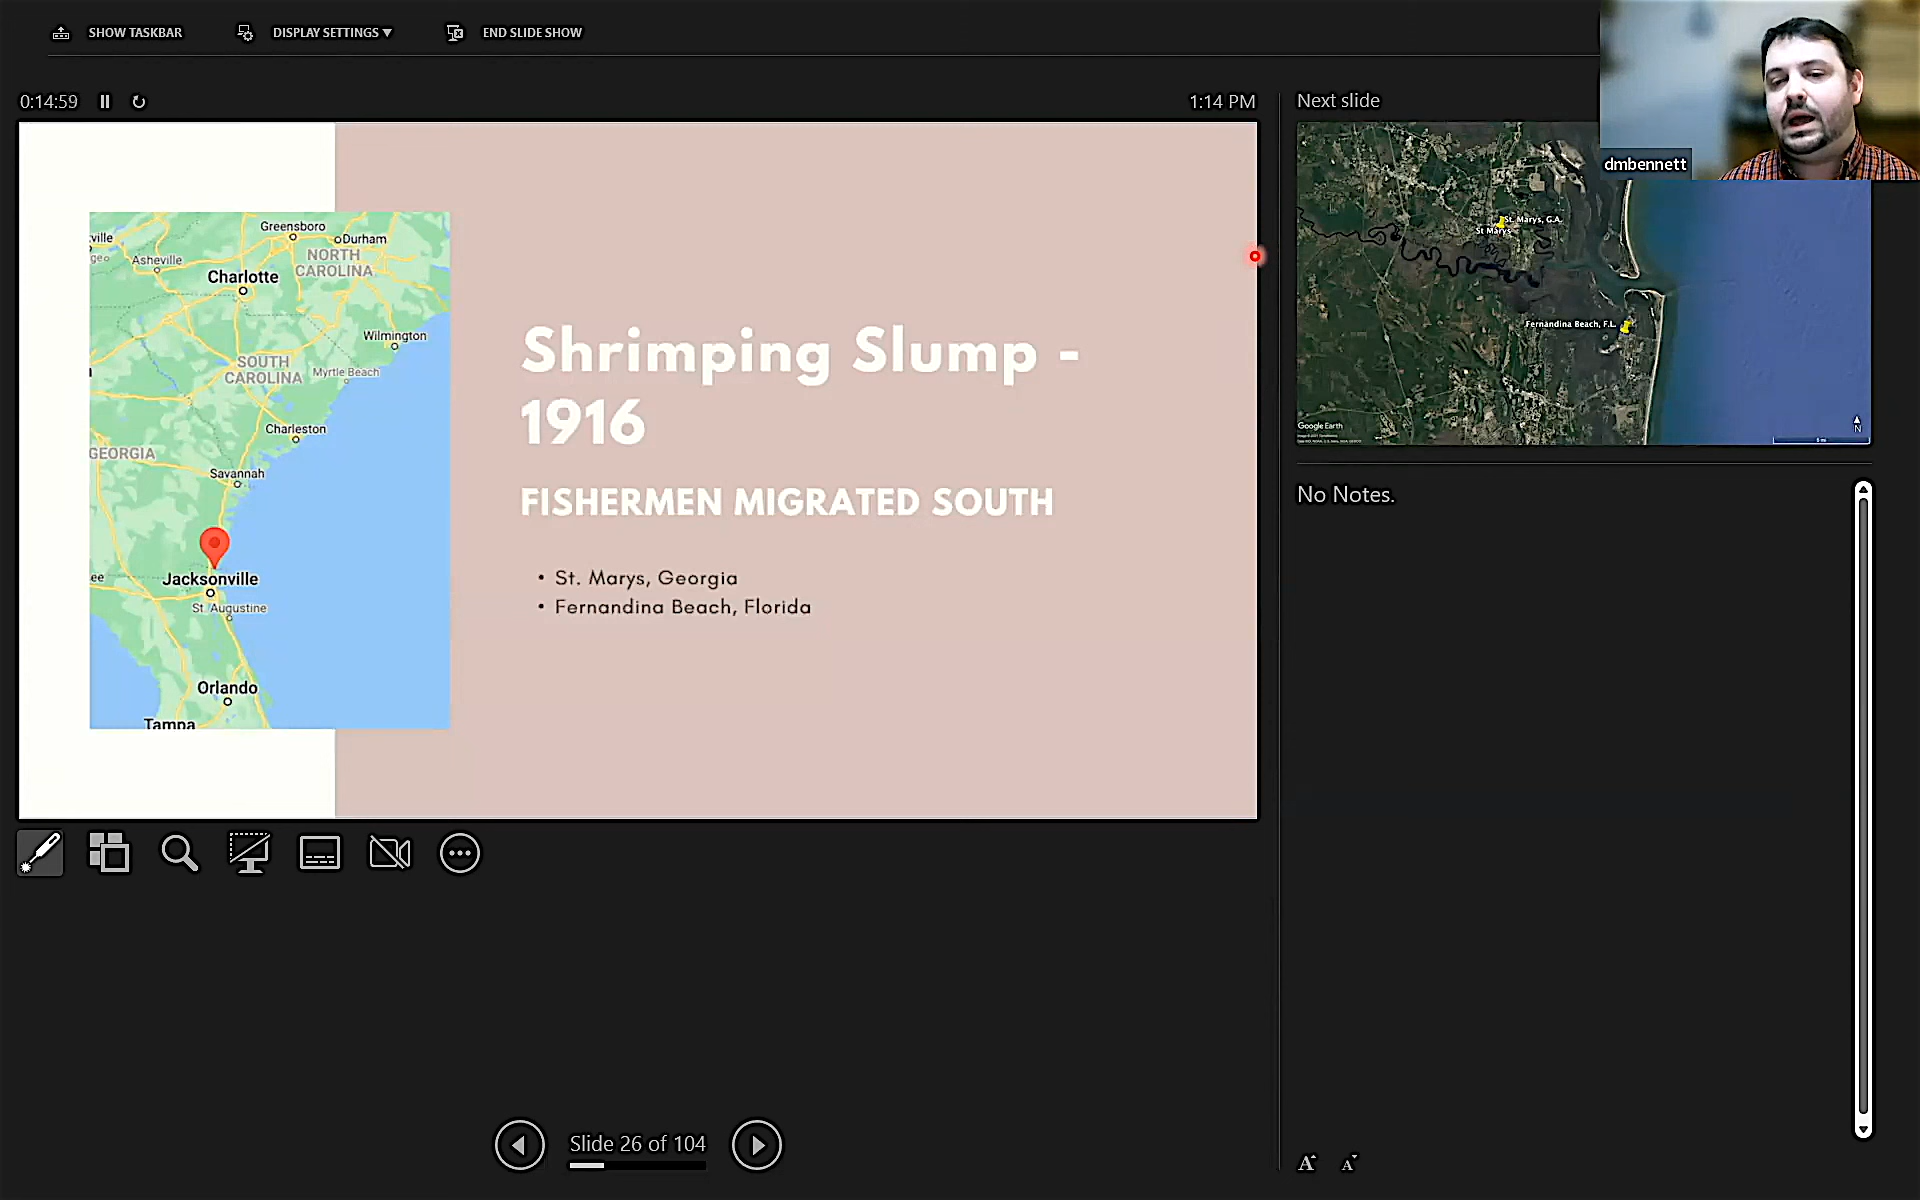 SHOW TASKBAR
DISPLAY SETTINGS ▼
END SLIDE SHOW
0:14:59
1:14 PM
Next slide
dmbennett
ville
Greensboro
Durham
Asheville
NORTH
CAROLINA
Charlotte
Wilmington
SOUTH
CAROLINA
Myrtle Beach
Charleston
GEORGIA
Savannah
ee
Jacksonville
St. Augustine
Orlando
Tampa
Shrimping Slump -
1916
FISHERMEN MIGRATED SOUTH
• St. Marys, Georgia
• Fernandina Beach, Florida
St. Marys, G.A.
St Marys
Fernandina Beach, F.L.
Google Earth
N
No Notes.
Slide 26 of 104
A
A